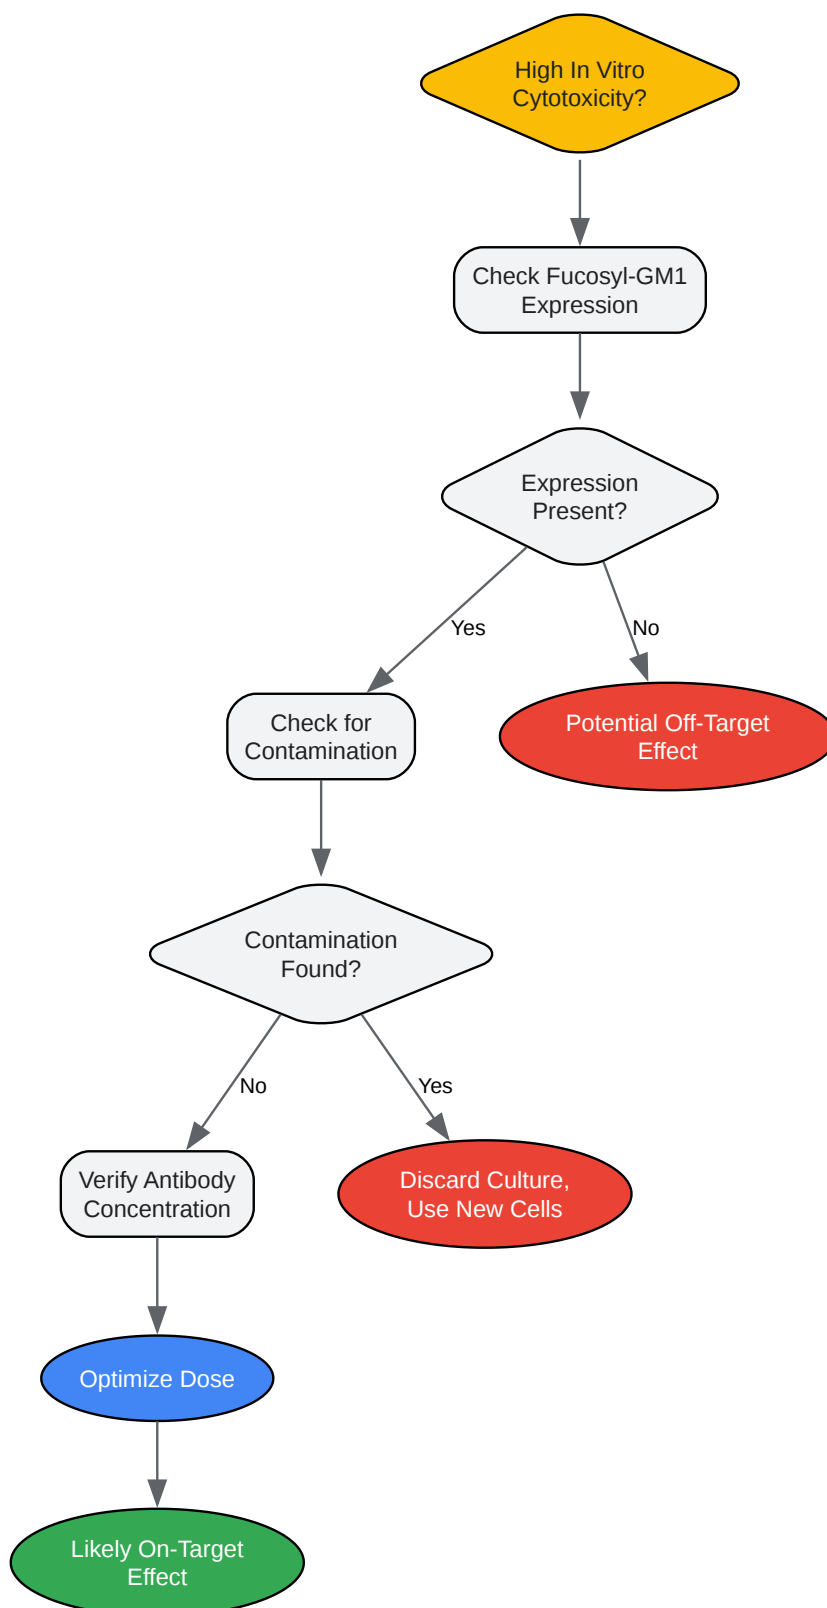 High In Vitro
Cytotoxicity?
Check Fucosyl-GM1
Expression
Expression
Present?
Yes
No
Check for
Contamination
Potential Off-Target
Effect
Contamination
Found?
No
Yes
Verify Antibody
Concentration
Discard Culture,
Use New Cells
Optimize Dose
Likely On-Target
Effect